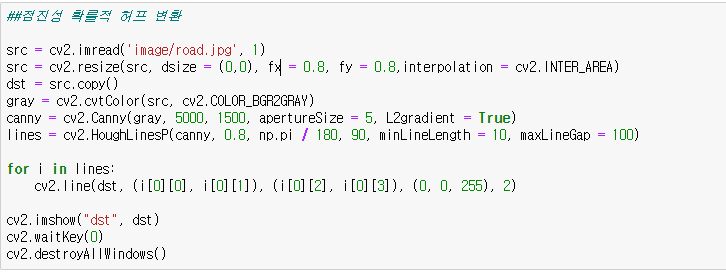 ##점진성 확률적 허프 변환
src = cv2.imread('image/road.jpg', 1)
src = cv2.resize(src, dsize = (0,0), fx = 0.8, fy = 0.8,interpolation = cv2.INTER_AREA)
dst = src.copy()
gray = cv2.cvtColor(src, cv2.COLOR_BGR2GRAY)
canny = cv2.Canny(gray, 5000, 1500, apertureSize = 5, L2gradient = True)
lines = cv2.HoughLinesP(canny, 0.8, np.pi / 180, 90, minLineLength = 10, maxLineGap = 100)
for i in lines:
    cv2.line(dst, (i[0][0], i[0][1]), (i[0][2], i[0][3]), (0, 0, 255), 2)
cv2.imshow("dst", dst)
cv2.waitKey(0)
cv2.destroyAllWindows()